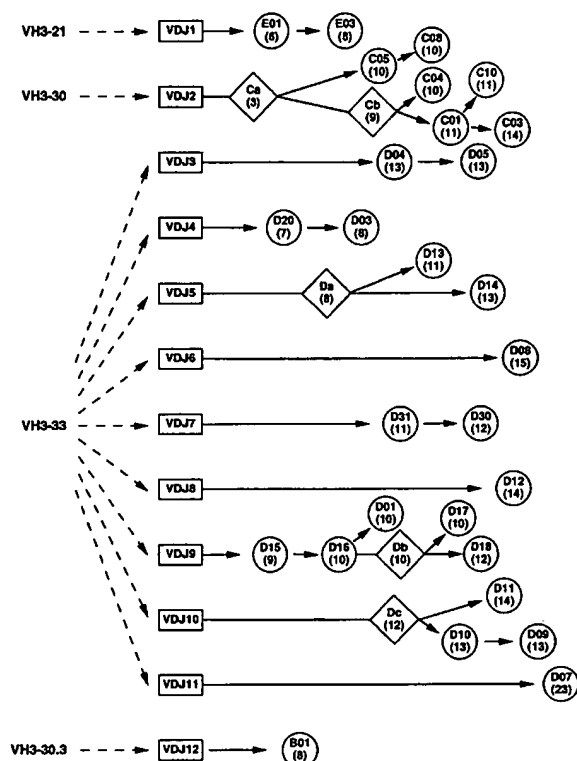 VH3-21
VDJ1
E01
(6)
E03
(8)
VH3-30
VDJ2
Ca
(3)
C05
(10)
C08
(10)
C04
(10)
Cb
(9)
C01
(11)
C10
(11)
C03
(14)
VDJ3
D04
(13)
D05
(13)
VDJ4
D20
(7)
D03
(8)
VDJ5
Da
(8)
D13
(11)
D14
(13)
VDJ6
D08
(15)
VH3-33
VDJ7
D31
(11)
D30
(12)
VDJ8
D12
(14)
VDJ9
D15
(9)
D16
(10)
D01
(10)
Db
(10)
D17
(10)
D18
(12)
VDJ10
Dc
(12)
D11
(14)
D10
(13)
D09
(13)
VDJ11
D07
(23)
VH3-30.3
VDJ12
B01
(8)